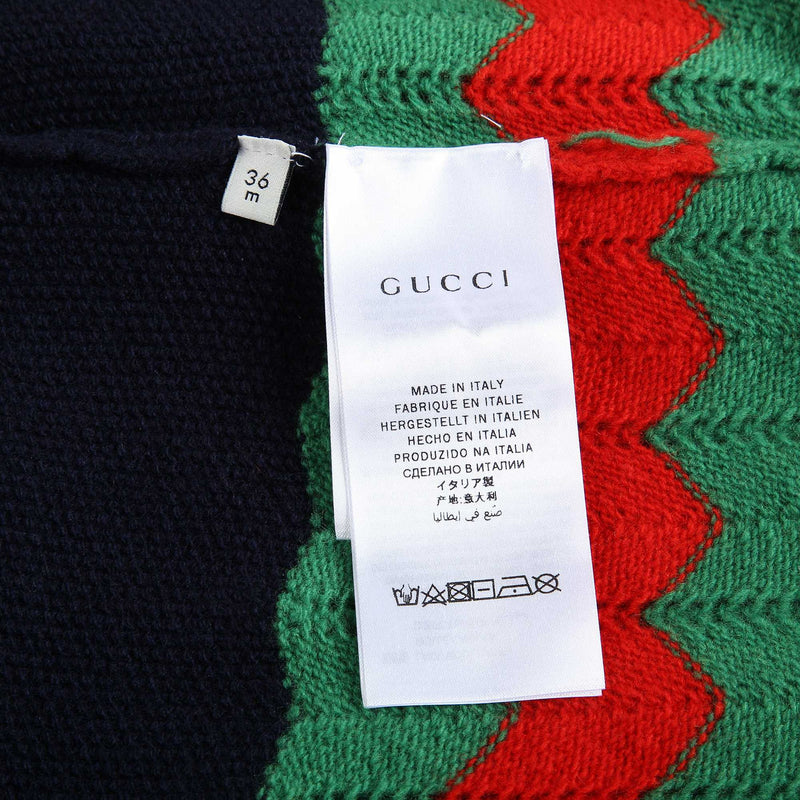 36
m
GUCCI
MADE IN ITALY
FABRIQUE EN ITALIE
HERGESTELLT IN ITALIEN
HECHO EN ITALIA
PRODUZIDO NA ITALIA
СДЕЛАНО В ИТАЛИИ
イタリア製
产地:意大利
صنع في إيطاليا